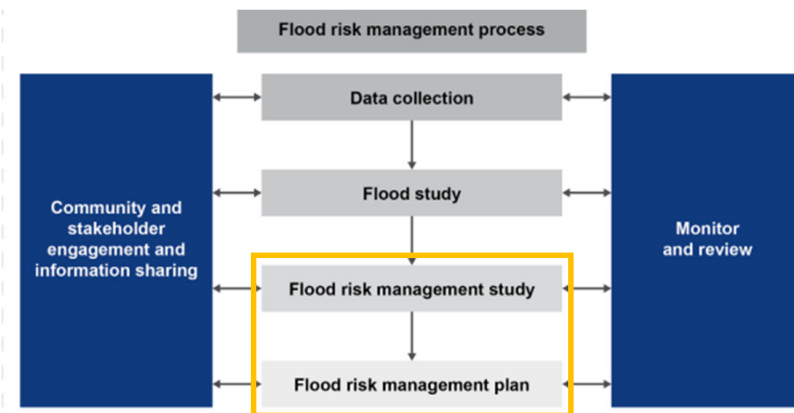 Flood risk management process
Data collection
Flood study
Community and
stakeholder
engagement and
information sharing
Monitor
and review
Flood risk management study
Flood risk management plan